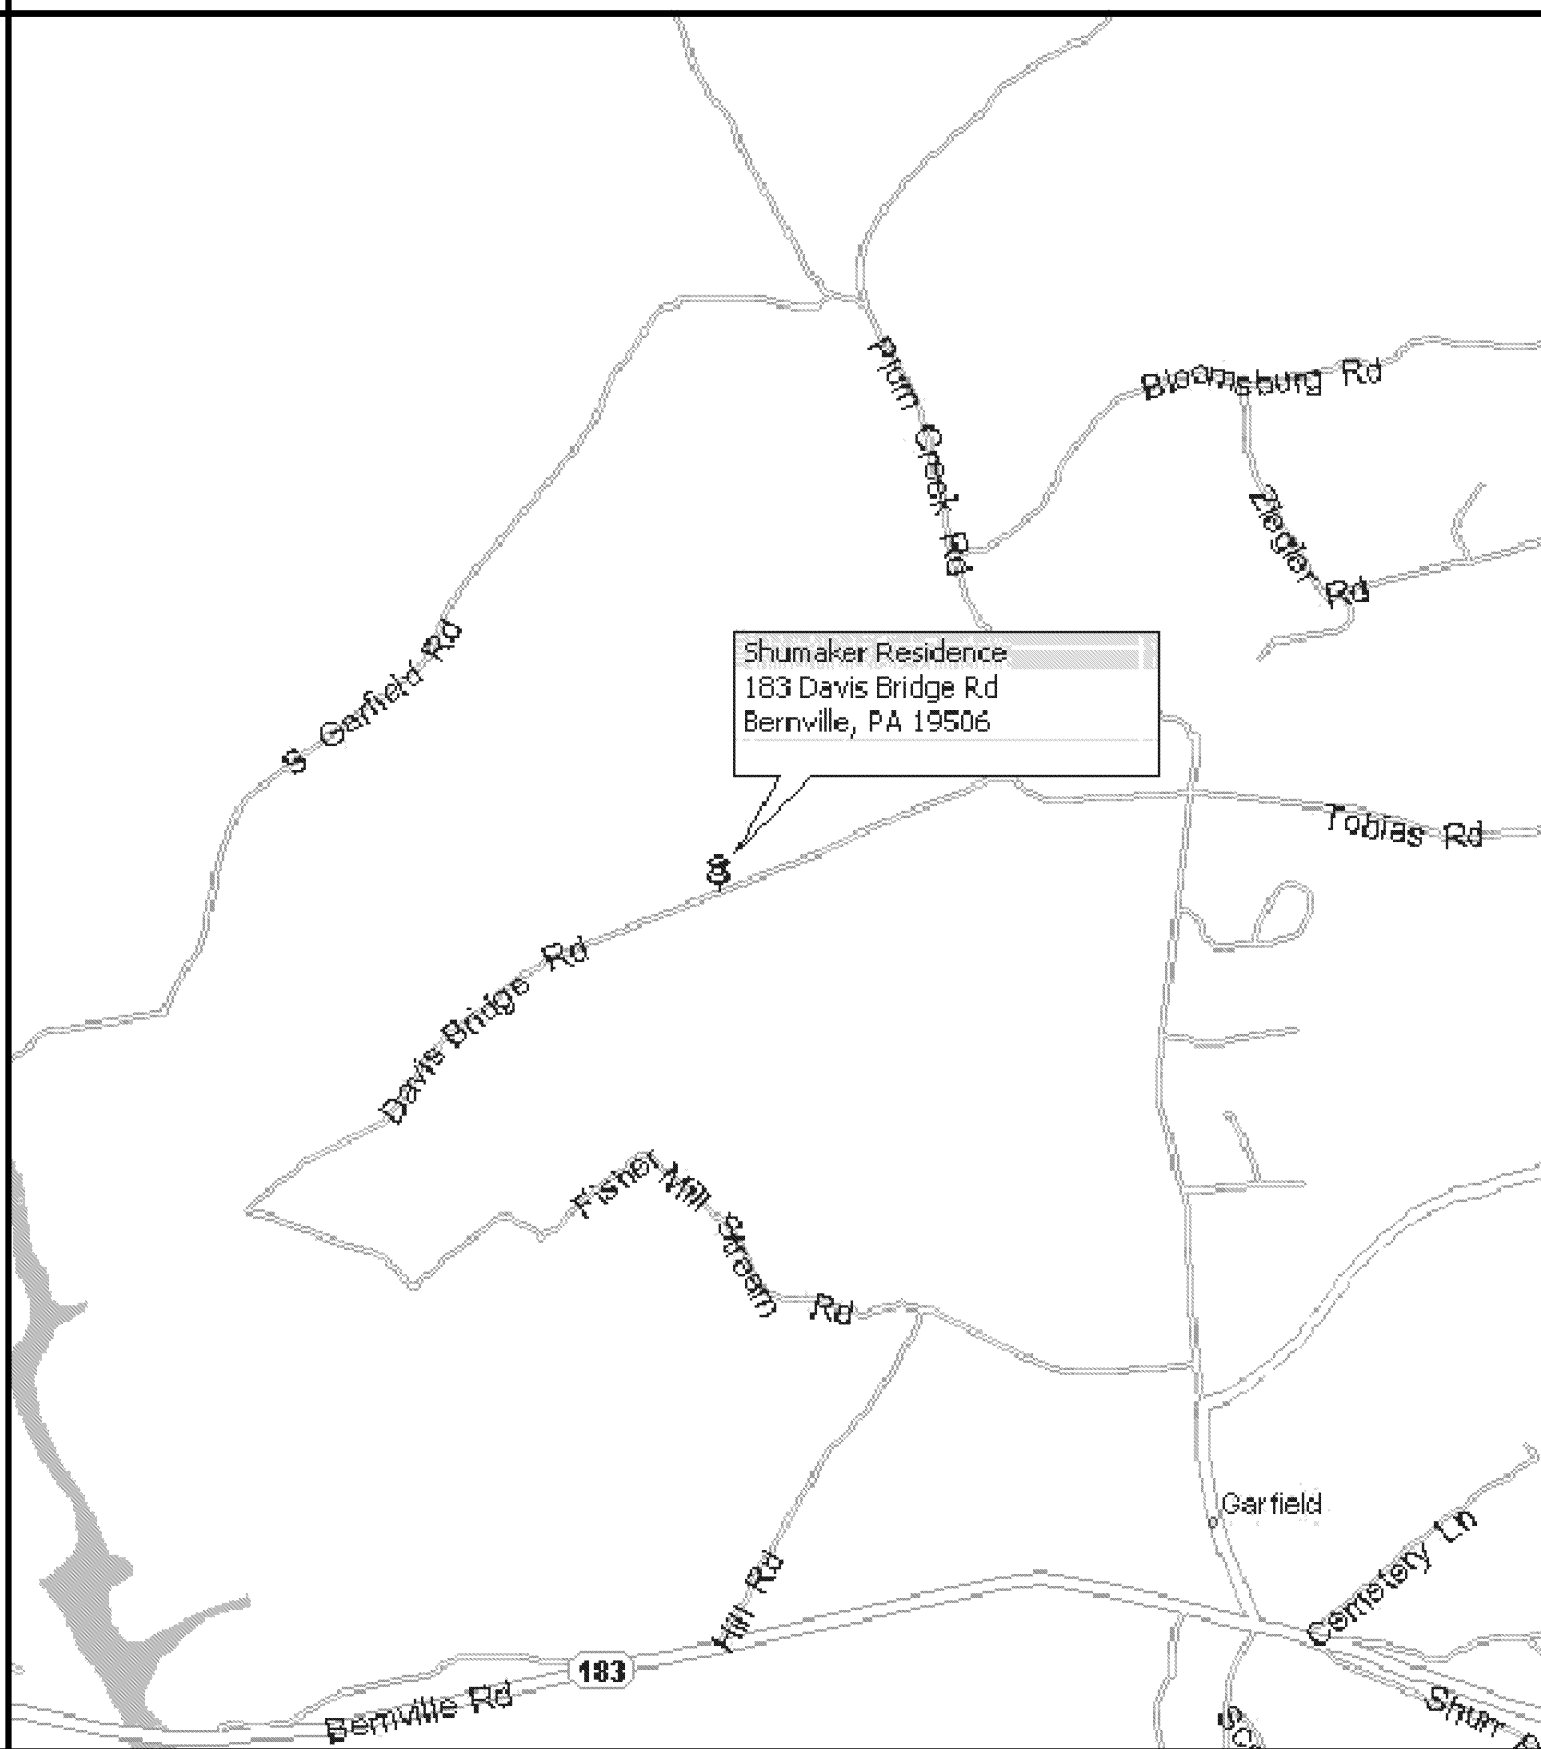 Plum Creek Rd
Bloomsburg Rd
Ziegler Rd
S Garfield Rd
Shumaker Residence
183 Davis Bridge Rd
Bernville, PA 19506
Tobias Rd
Davis Bridge Rd
Fisher Mill Stream Rd
Garfield
Cemetery Ln
Hill Rd
183
Bernville Rd
Shurr